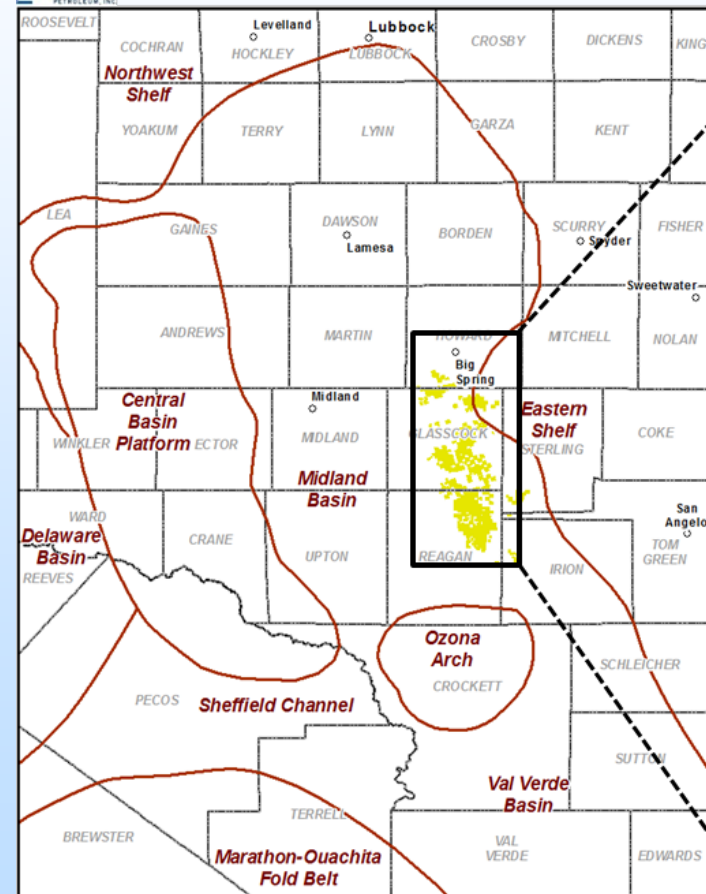 PETROLEUM, INC.
ROOSEVELT
Levelland
Lubbock
COCHRAN
HOCKLEY
LUBBOCK
CROSBY
DICKENS
KING
Northwest
Shelf
YOAKUM
TERRY
LYNN
GARZA
KENT
LEA
GAINES
DAWSON
Lamesa
BORDEN
SCURRY
Snyder
FISHER
Sweetwater
ANDREWS
MARTIN
HOWARD
MITCHELL
NOLAN
Big
Spring
Central
Basin
Platform
Midland
Eastern
Shelf
WINKLER
ECTOR
MIDLAND
GLASSCOCK
STERLING
COKE
Midland
Basin
WARD
San
Angelo
Delaware
Basin
CRANE
UPTON
REAGAN
IRION
TOM
GREEN
REEVES
Ozona
Arch
CROCKETT
SCHLEICHER
PECOS
Sheffield Channel
SUTTON
Val Verde
Basin
TERRELL
BREWSTER
Marathon-Ouachita
Fold Belt
VAL
VERDE
EDWARDS